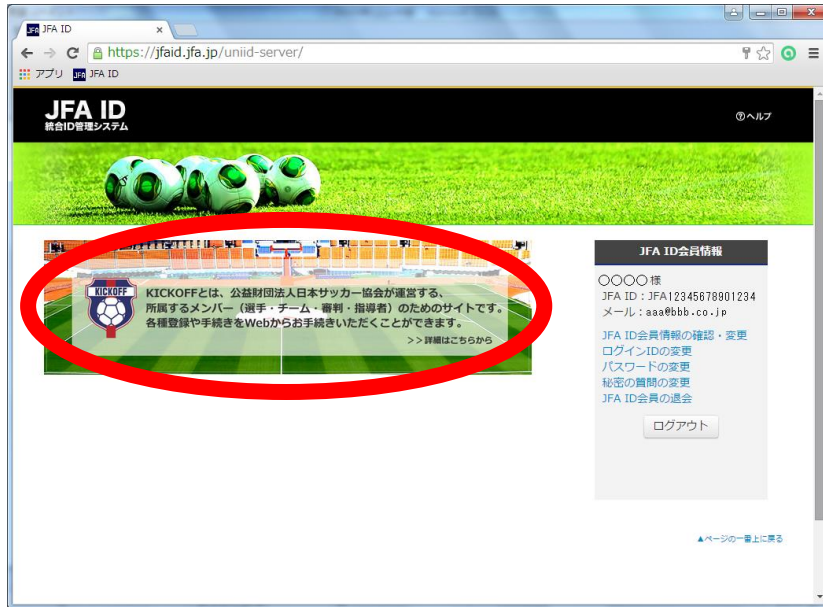 JFA ID
https://jfaid.jfa.jp/uniid-server/
アプリ JFA JFA ID
JFA ID
統合ID管理システム
ヘルプ
KICKOFF
KICKOFFとは、公益財団法人日本サッカー協会が運営する、
所属するメンバー（選手・チーム・審判・指導者）のためのサイトです。
各種登録や手続きをWebからお手続きいただくことができます。
>>詳細はこちらから
JFA ID会員情報
〇〇〇〇様
JFA ID：JFA12345678901234
メール：aaa@bbb.co.jp
JFA ID会員情報の確認・変更
ログインIDの変更
パスワードの変更
秘密の質問の変更
JFA ID会員の退会
ログアウト
▲ページの一番上に戻る